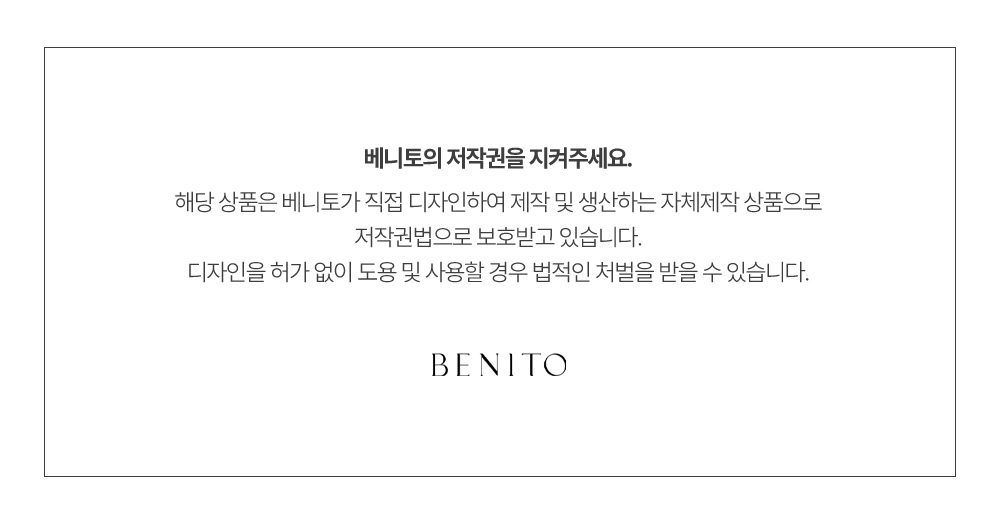 베니토의 저작권을 지켜주세요.
해당 상품은 베니토가 직접 디자인하여 제작 및 생산하는 자체제작 상품으로
저작권법으로 보호받고 있습니다.
디자인을 허가 없이 도용 및 사용할 경우 법적인 처벌을 받을 수 있습니다.
BENITO